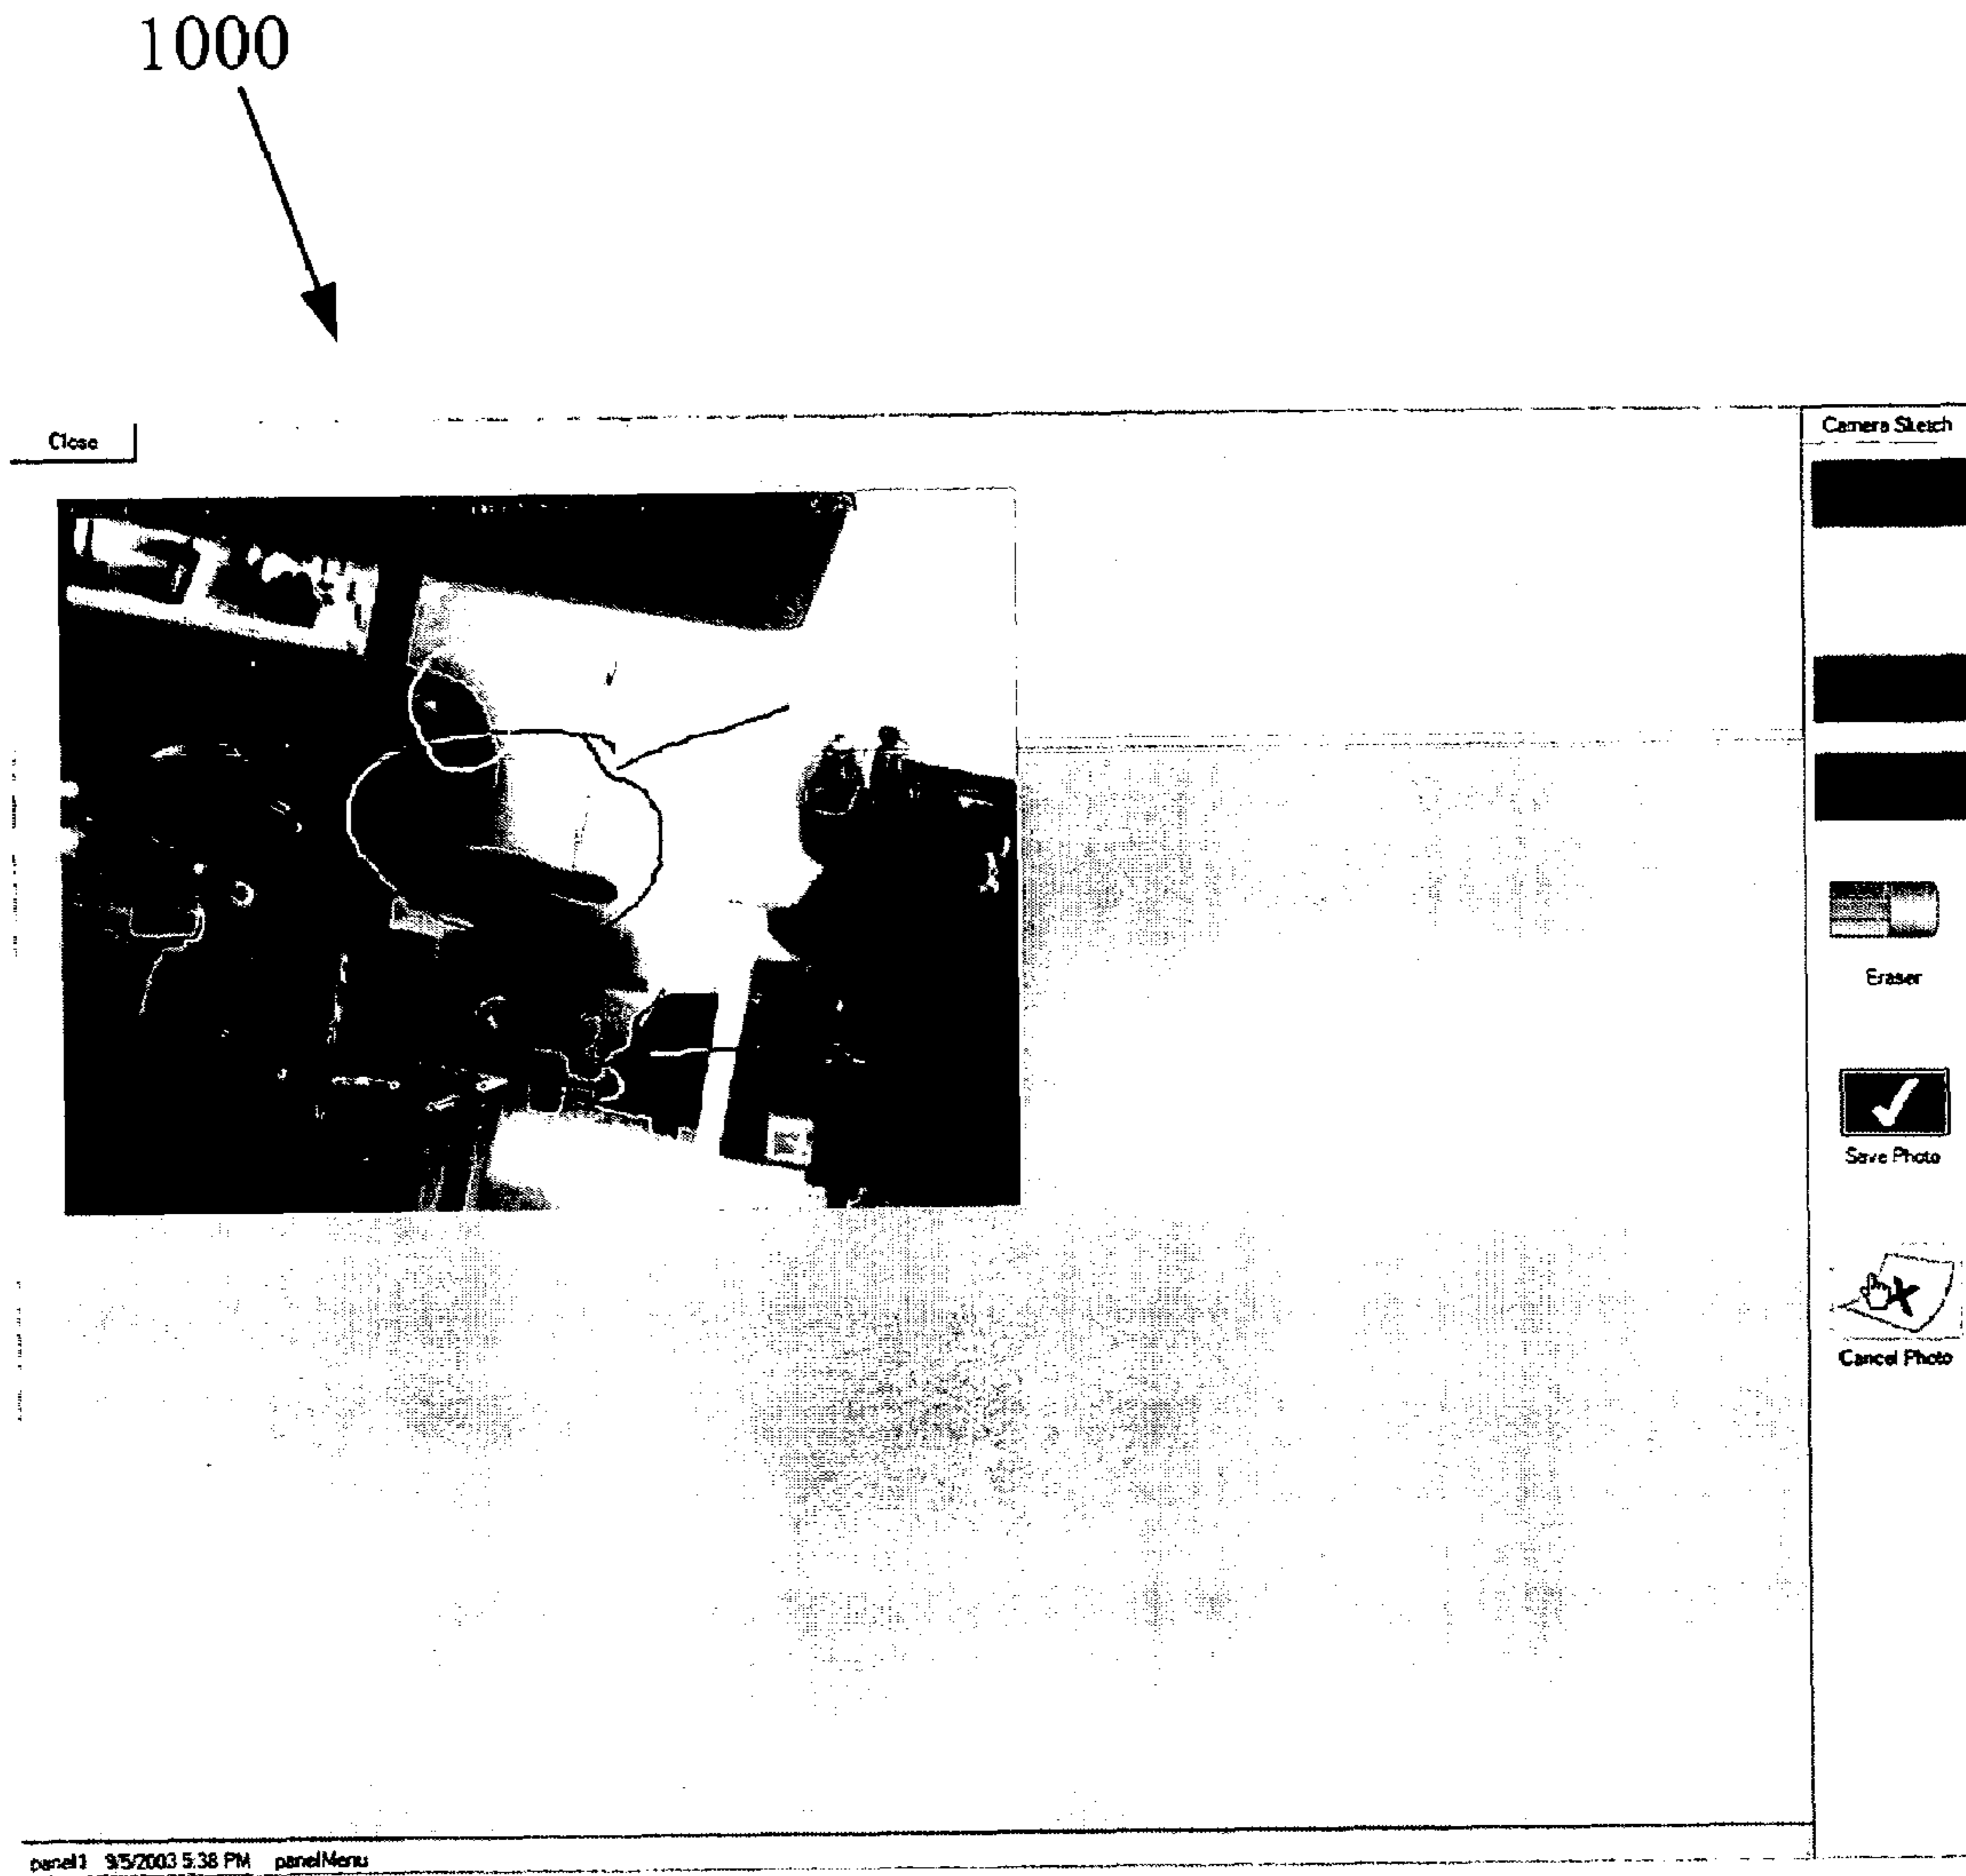 1000
Close
Camera Sketch
Eraser
Save Photo
Cancel Photo
panel1 9/5/2003 5:38 PM panelMenu